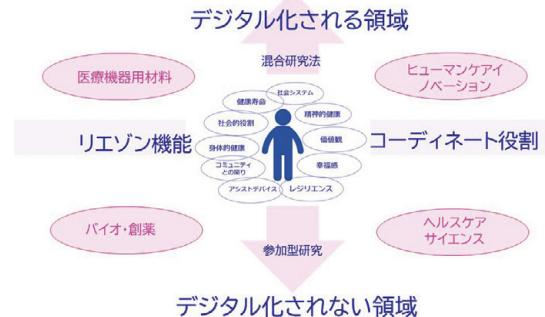 デジタル化される領域
混合研究法
医療機器用材料
ヒューマンケアイ
ノベーション
社会システム
健康寿命
精神的健康
社会的役割
価値観
リエゾン機能
コーディネート役割
身体的健康
幸福感
コミュニティ
との関り
アシストデバイス
レジリエンス
バイオ・創薬
ヘルスケア
サイエンス
参加型研究
デジタル化されない領域